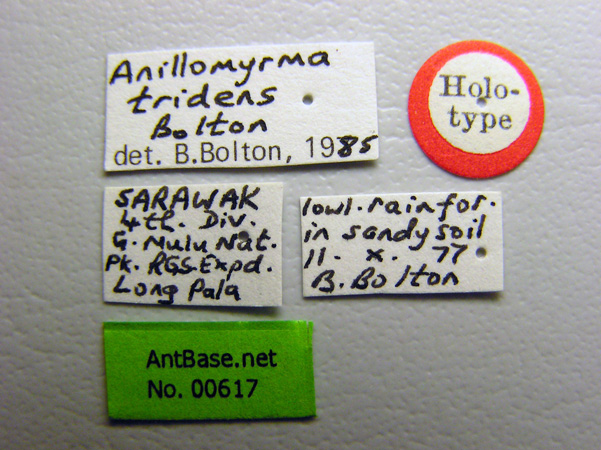 Anillomyrma
tridens
Bolton
det. B.Bolton, 1985
Holo-
type
SARAWAK
4th. Div.
G. Mulu Nat.
Pk. RGS.Expd.
Long Pala
lowl. rainfor.
in sandy soil
11. x. 77
B. Bolton
AntBase.net
No. 00617